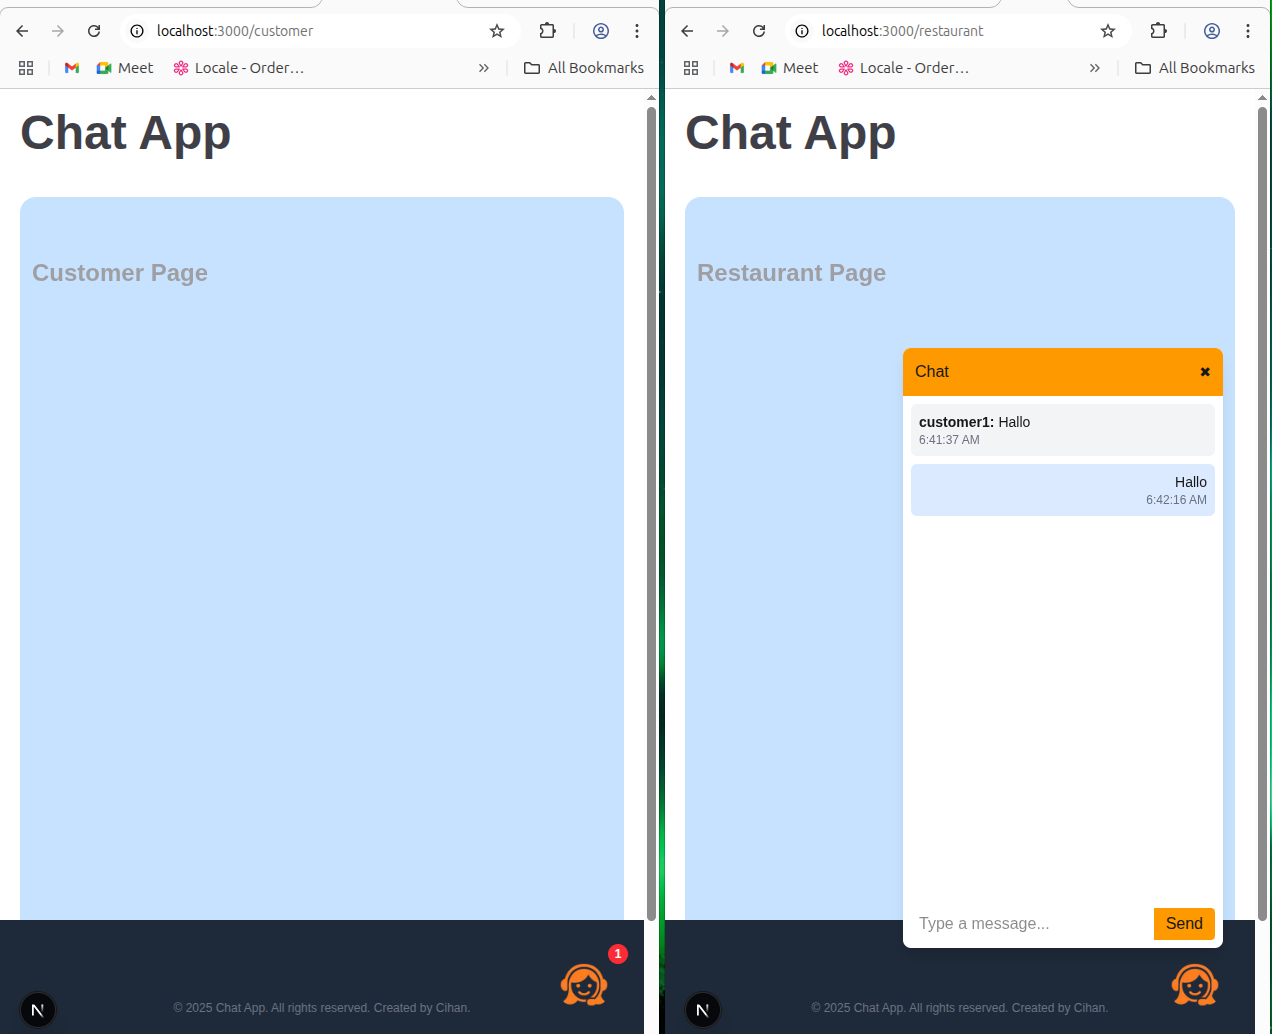 localhost:3000/customer
Meet
Locale - Order…
All Bookmarks
Chat App
Customer Page
1
N
© 2025 Chat App. All rights reserved. Created by Cihan.
localhost:3000/restaurant
Meet
Locale - Order…
All Bookmarks
Chat App
Restaurant Page
Chat
customer1: Hallo
6:41:37 AM
Hallo
6:42:16 AM
Type a message...
Send
N
© 2025 Chat App. All rights reserved. Created by Cihan.